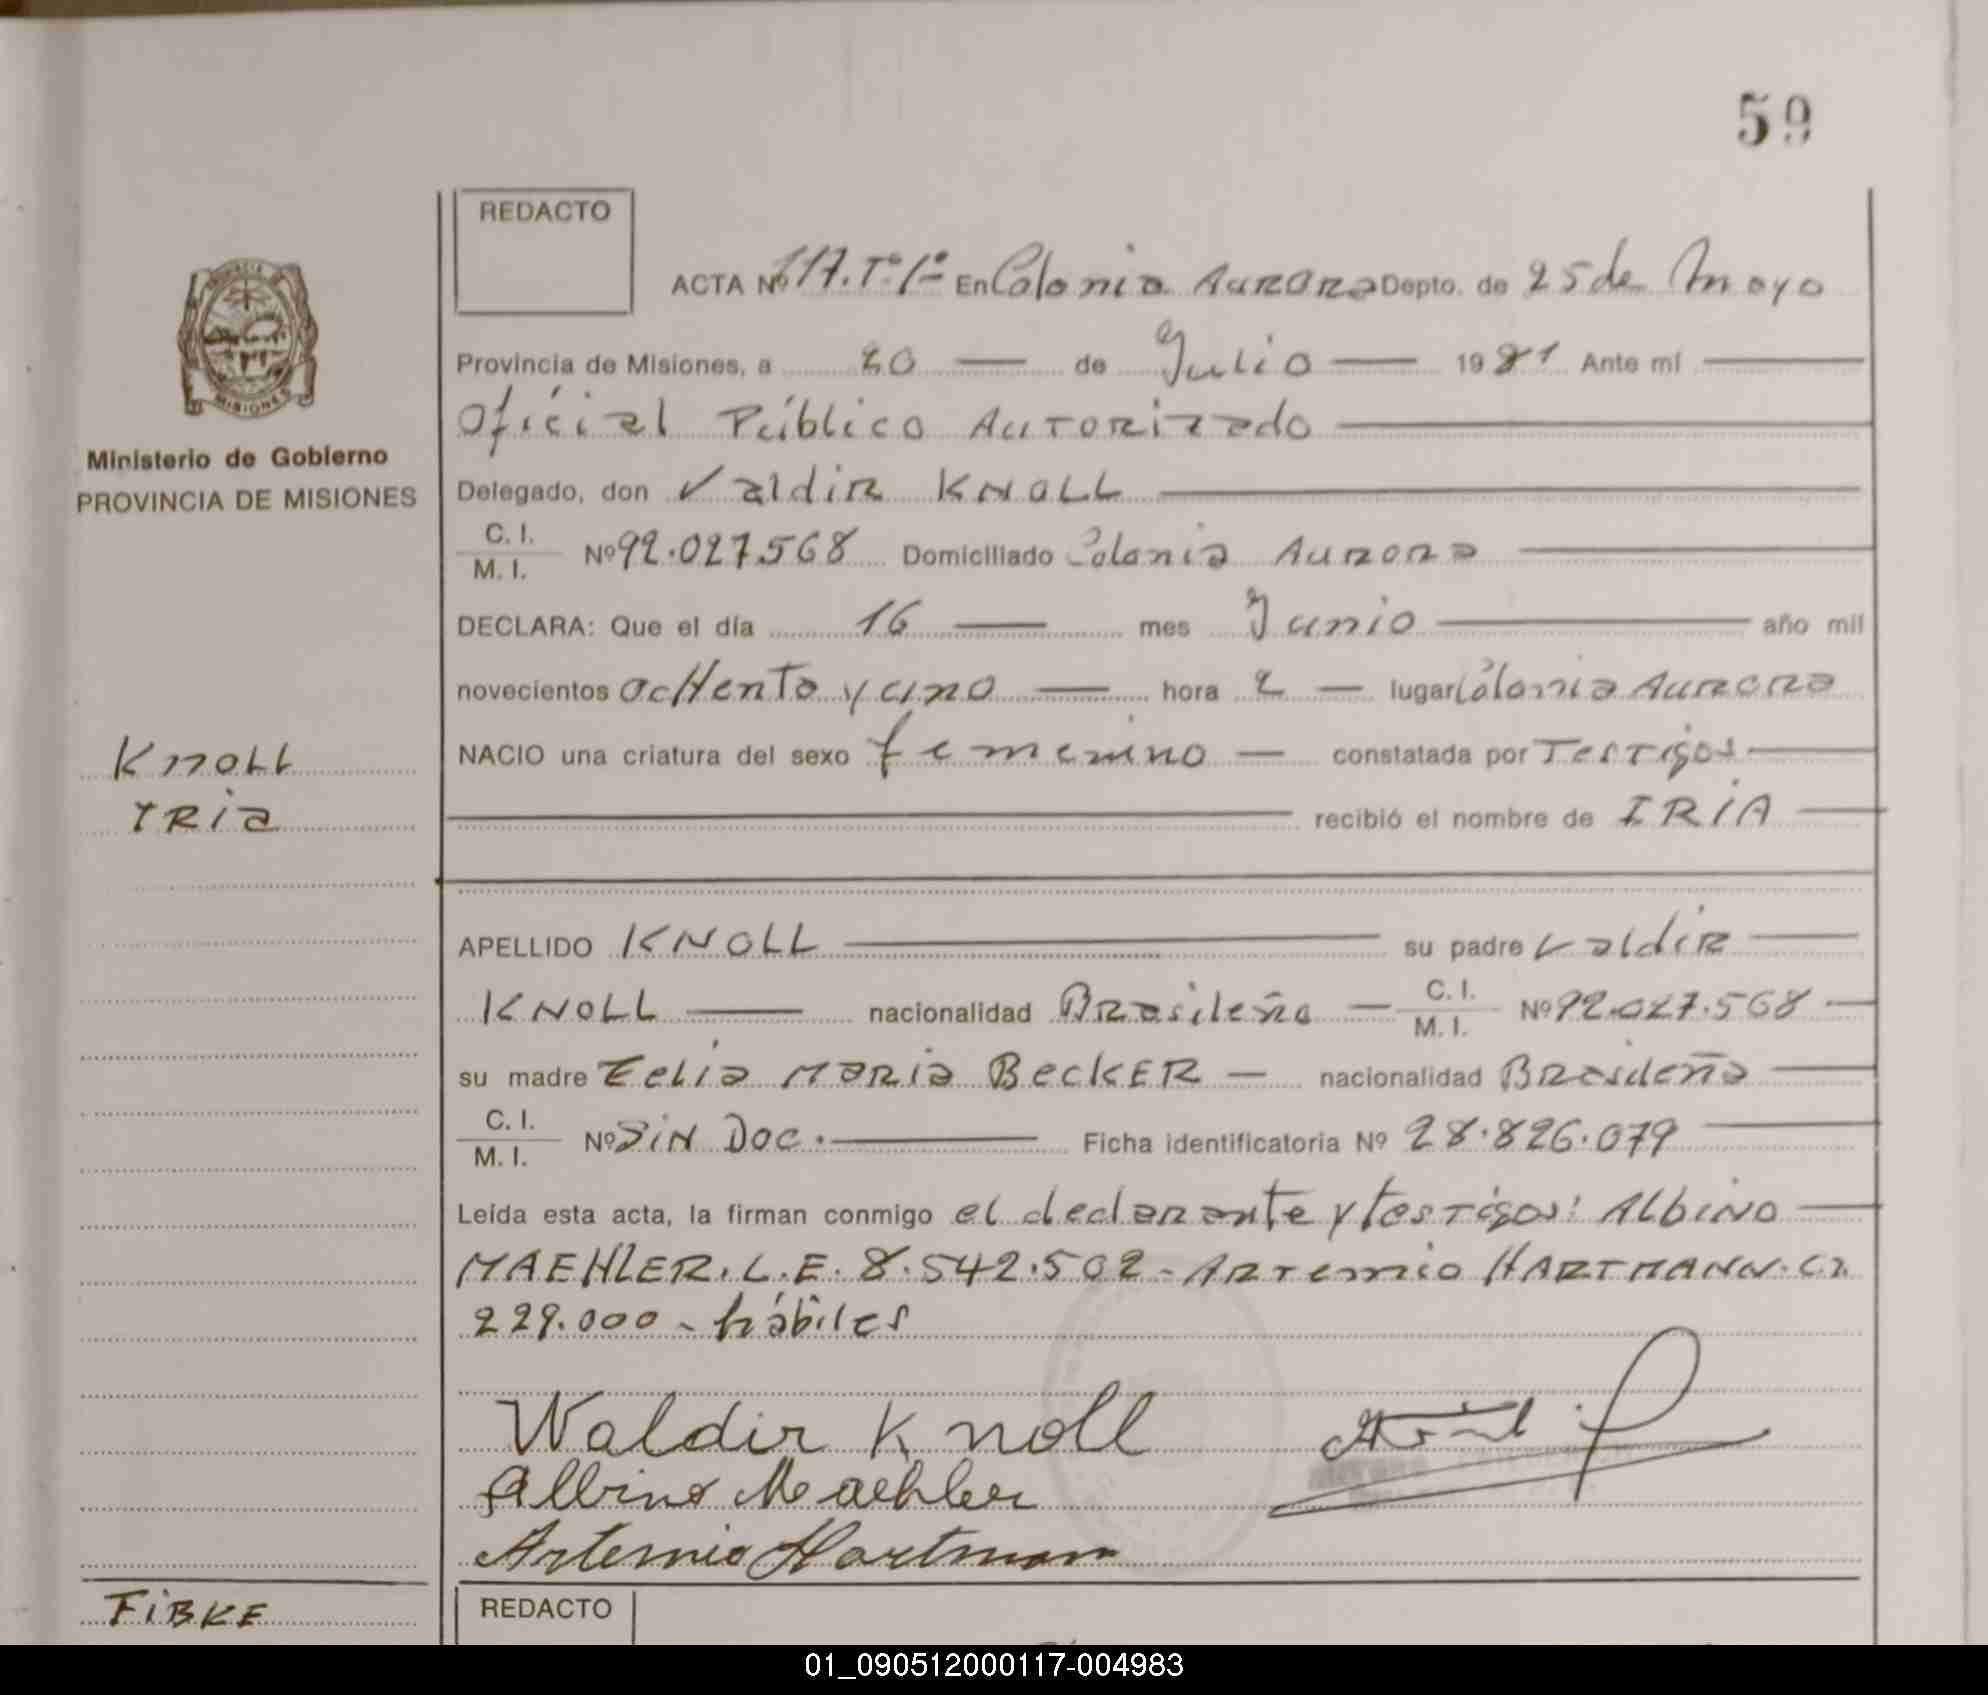 59
REDACTO
ACTA Nº 117. Tº 1º En Colonia Aurora Depto. de 25 de Mayo
Provincia de Misiones, a 20 de Julio 1981 Ante mí
Oficial Público Autorizado
Ministerio de Gobierno
PROVINCIA DE MISIONES
Delegado, don Valdir KNOLL
C. I.
M. I. Nº 92.027.568 Domiciliado Colonia Aurora
DECLARA: Que el día 16 mes Junio año mil
novecientos ocHenta y uno hora 2 lugar Colonia Aurora
NACIO una criatura del sexo femenino constatada por Testigos
recibió el nombre de IRIA
Knoll
IRia
APELLIDO KNOLL su padre Valdir
KNOLL nacionalidad Brasileña C. I.
M. I. Nº 92.027.568
su madre Celia Maria BeckER nacionalidad Brasileña
C. I.
M. I. Nº SiN Doc. Ficha identificatoria Nº 28.826.079
Leída esta acta, la firman conmigo el declarante y testigos: Albino
MAEHLER. L.E. 8.542.502 - Artemio HARTMANN. CI.
229.000 - hábiles
Waldir Knoll
Albino Maehler
Artemio Hartmann
FiBKE
REDACTO
01_090512000117-004983